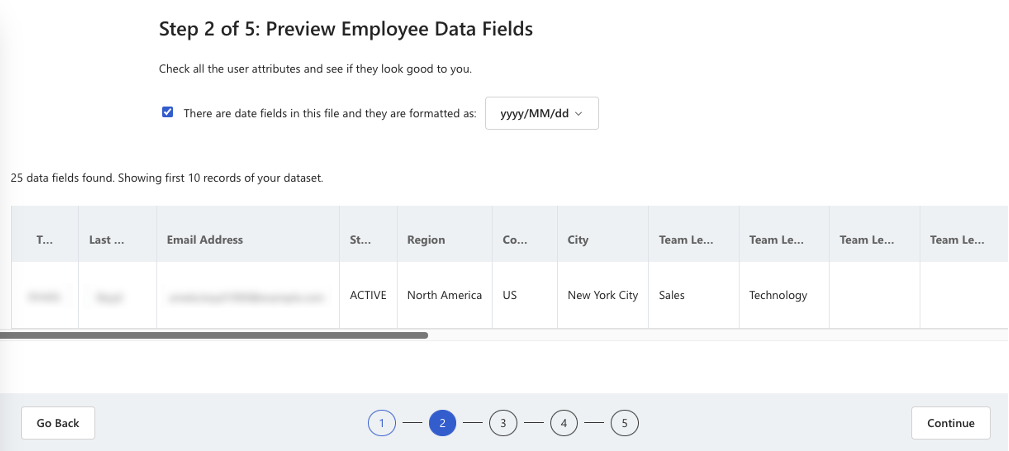 Step 2 of 5: Preview Employee Data Fields
Check all the user attributes and see if they look good to you.
There are date fields in this file and they are formatted as: yyyy/MM/dd
25 data fields found. Showing first 10 records of your dataset.
T... Last ... Email Address St... Region Co... City Team Le... Team Le... Team Le... Team Le...
ACTIVE North America US New York City Sales Technology
Go Back 1 2 3 4 5 Continue